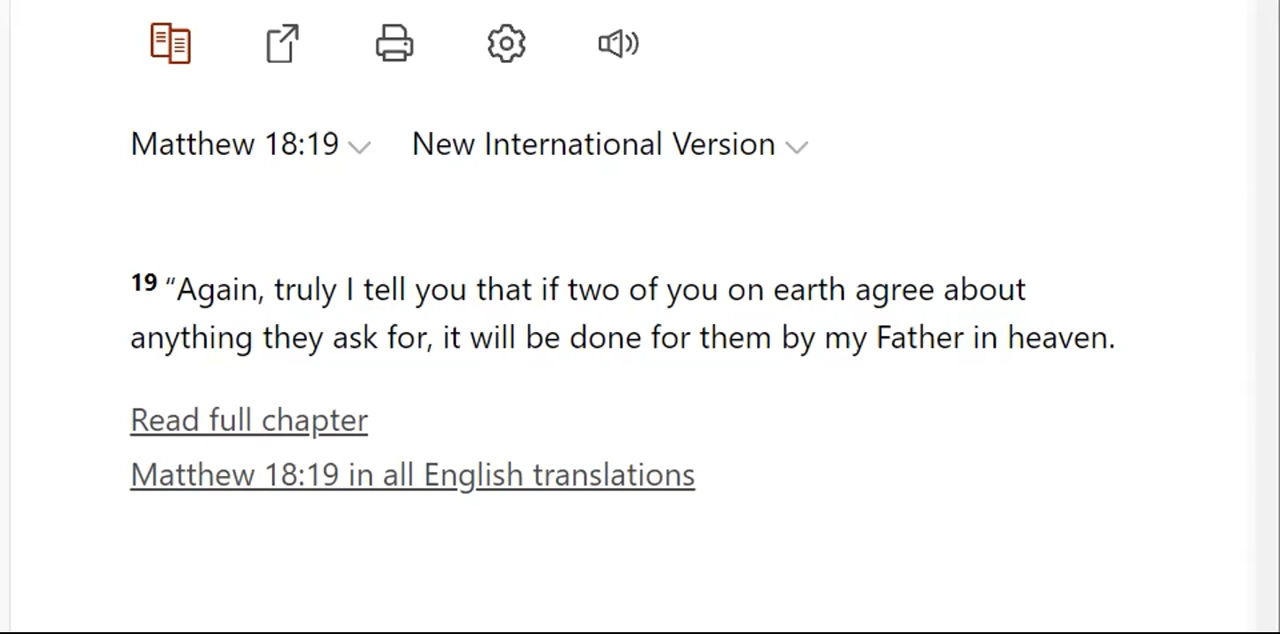 Matthew 18:19 New International Version
19 “Again, truly I tell you that if two of you on earth agree about
anything they ask for, it will be done for them by my Father in heaven.
Read full chapter
Matthew 18:19 in all English translations